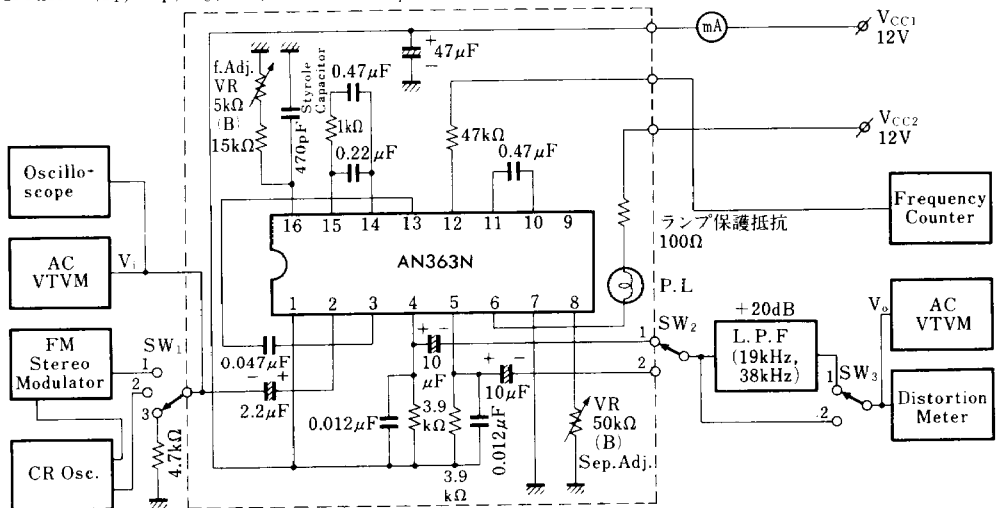 VCC1
12V
mA
47μF
f.Adj.
VR
5kΩ
(B)
15kΩ
Styrole
Capacitor
470pF
0.47μF
1kΩ
0.22μF
47kΩ
0.47μF
VCC2
12V
Oscillo-
scope
AC
VTVM
Vi
FM
Stereo
Modulator
CR Osc.
SW1
1
2
3
4.7kΩ
16 15 14 13 12 11 10 9
AN363N
1 2 3 4 5 6 7 8
0.047μF
2.2μF
0.012μF
3.9
kΩ
10
μF
10μF
3.9
kΩ
0.012μF
VR
50kΩ
(B)
Sep.Adj.
ランプ保護抵抗
100Ω
P.L
Frequency
Counter
SW2
1
2
+20dB
L.P.F
(19kHz,
38kHz)
SW3
1
2
Vo
AC
VTVM
Distortion
Meter